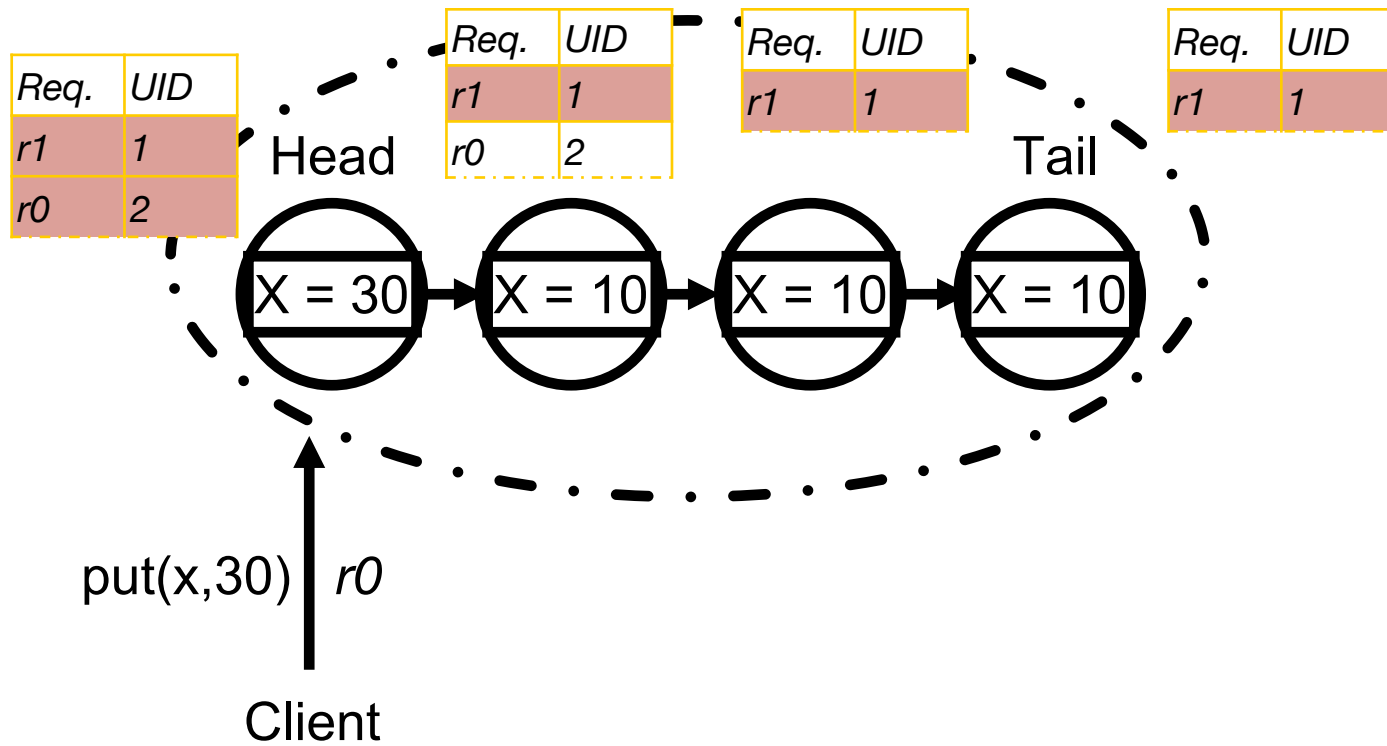 Req. UID
r1 1
r0 2
Req. UID
r1 1
r0 2
Req. UID
r1 1
Req. UID
r1 1
Head
Tail
X = 30
X = 10
X = 10
X = 10
put(x,30) r0
Client